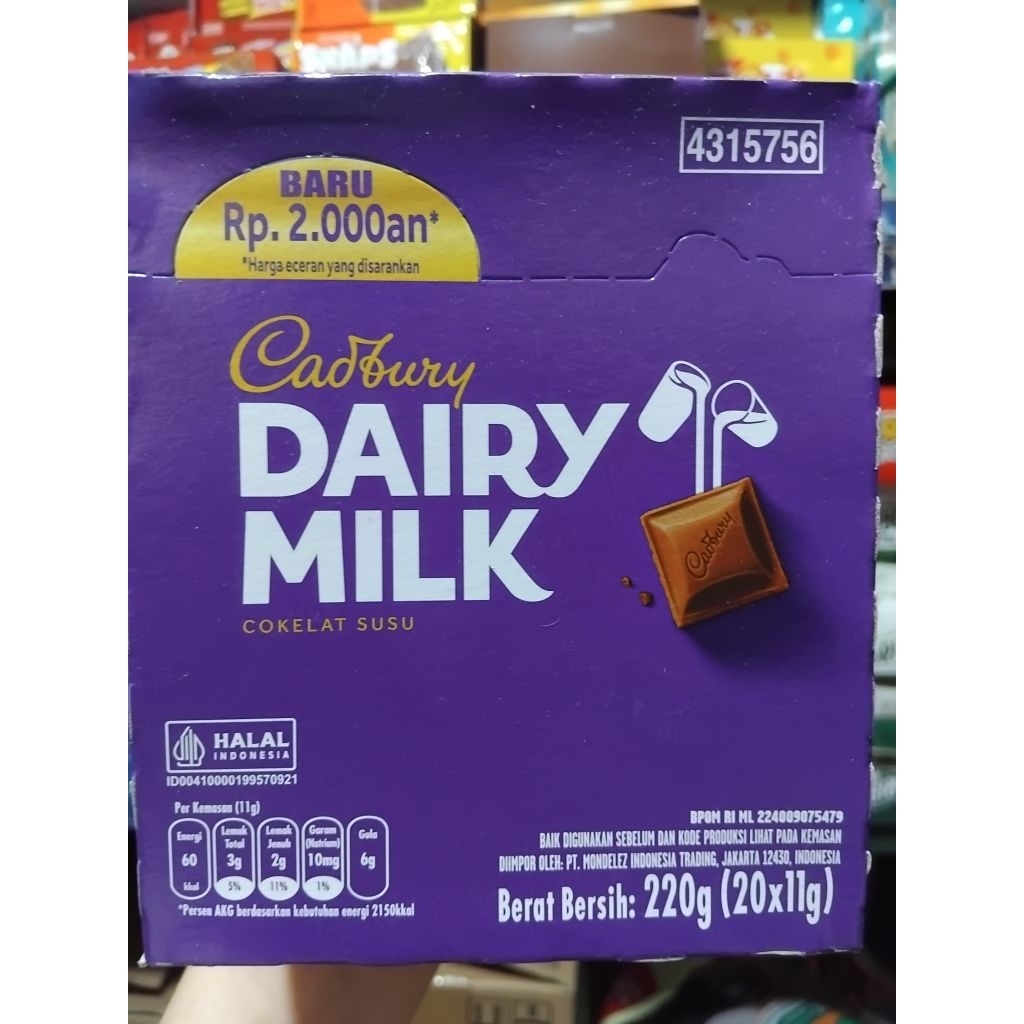 4315756
BARU
Rp. 2.000an*
*Harga eceran yang disarankan
Cadbury
DAIRY
MILK
Cadbury
COKELAT SUSU
HALAL
INDONESIA
ID00410000199570921
Per Kemasan (11g)
Energi 60 kkal
Lemak Total 3g 5%
Lemak Jenuh 2g 11%
Garam (Natrium) 10mg 1%
Gula 6g
*Persen AKG berdasarkan kebutuhan energi 2150kkal
BPOM RI ML 224009075479
BAIK DIGUNAKAN SEBELUM DAN KODE PRODUKSI LIHAT PADA KEMASAN
DIIMPOR OLEH: PT. MONDELEZ INDONESIA TRADING, JAKARTA 12430, INDONESIA
Berat Bersih: 220g (20x11g)